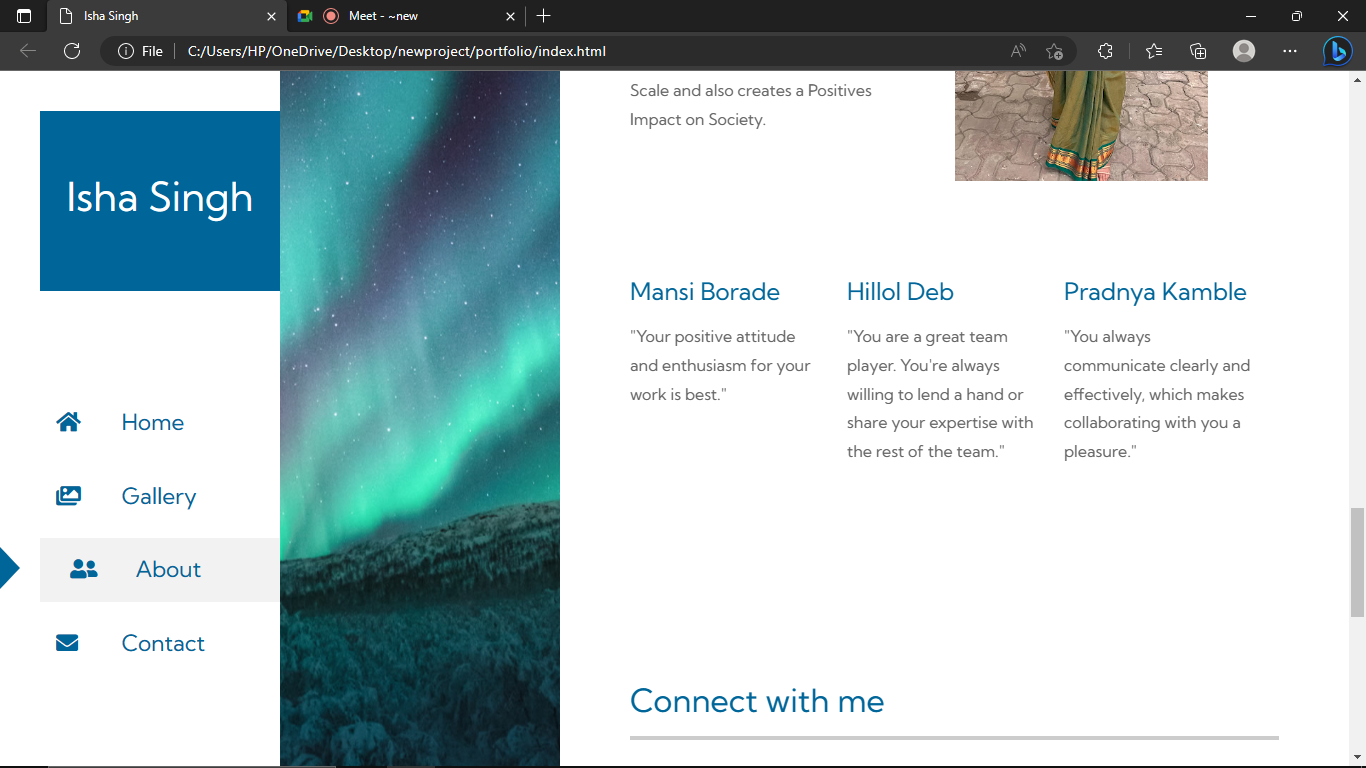 Isha Singh
Meet - ~new
File
C:/Users/HP/OneDrive/Desktop/newproject/portfolio/index.html
Isha Singh
Home
Gallery
About
Contact
Scale and also creates a Positives
Impact on Society.
Mansi Borade
"Your positive attitude
and enthusiasm for your
work is best."
Hillol Deb
"You are a great team
player. You're always
willing to lend a hand or
share your expertise with
the rest of the team."
Pradnya Kamble
"You always
communicate clearly and
effectively, which makes
collaborating with you a
pleasure."
Connect with me